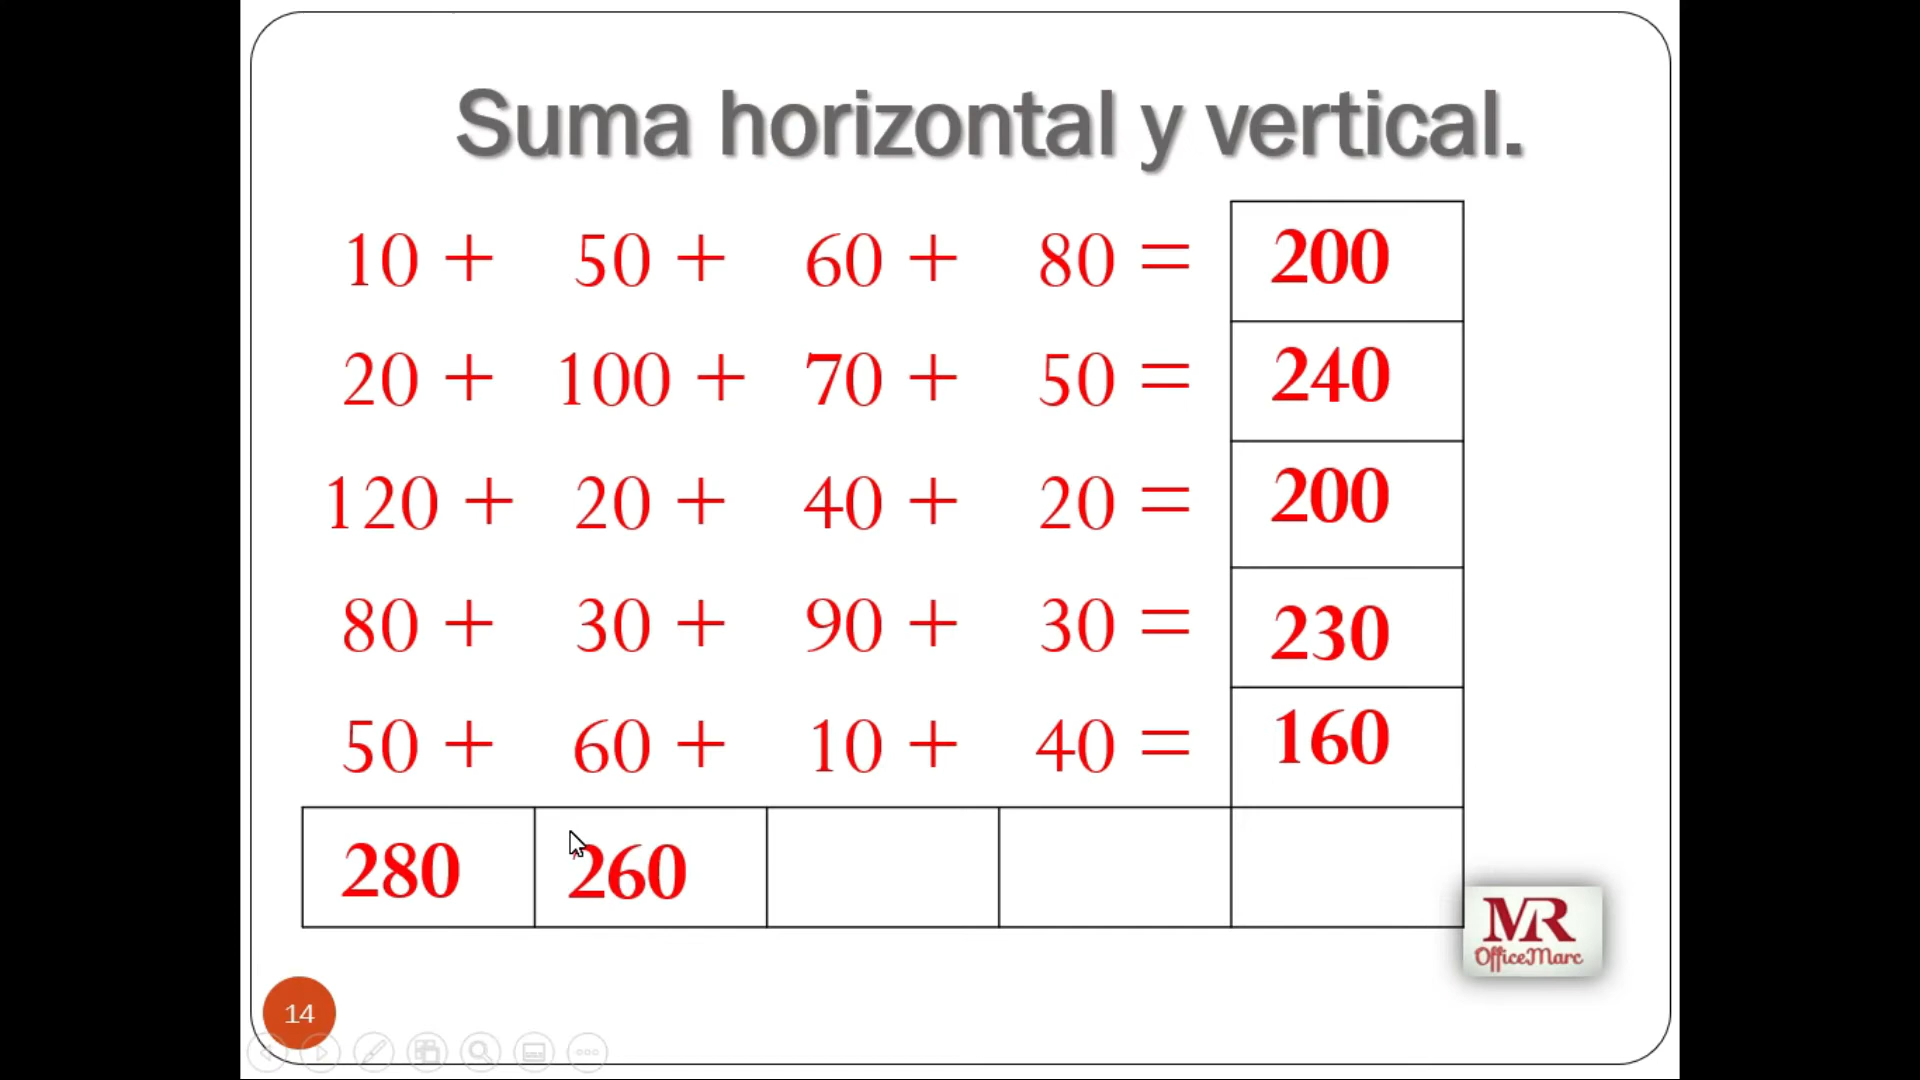 Suma horizontal y vertical.
10 + 50 + 60 + 80 = 200
20 + 100 + 70 + 50 = 240
120 + 20 + 40 + 20 = 200
80 + 30 + 90 + 30 = 230
50 + 60 + 10 + 40 = 160
280 260
MR
OfficeMarc
14